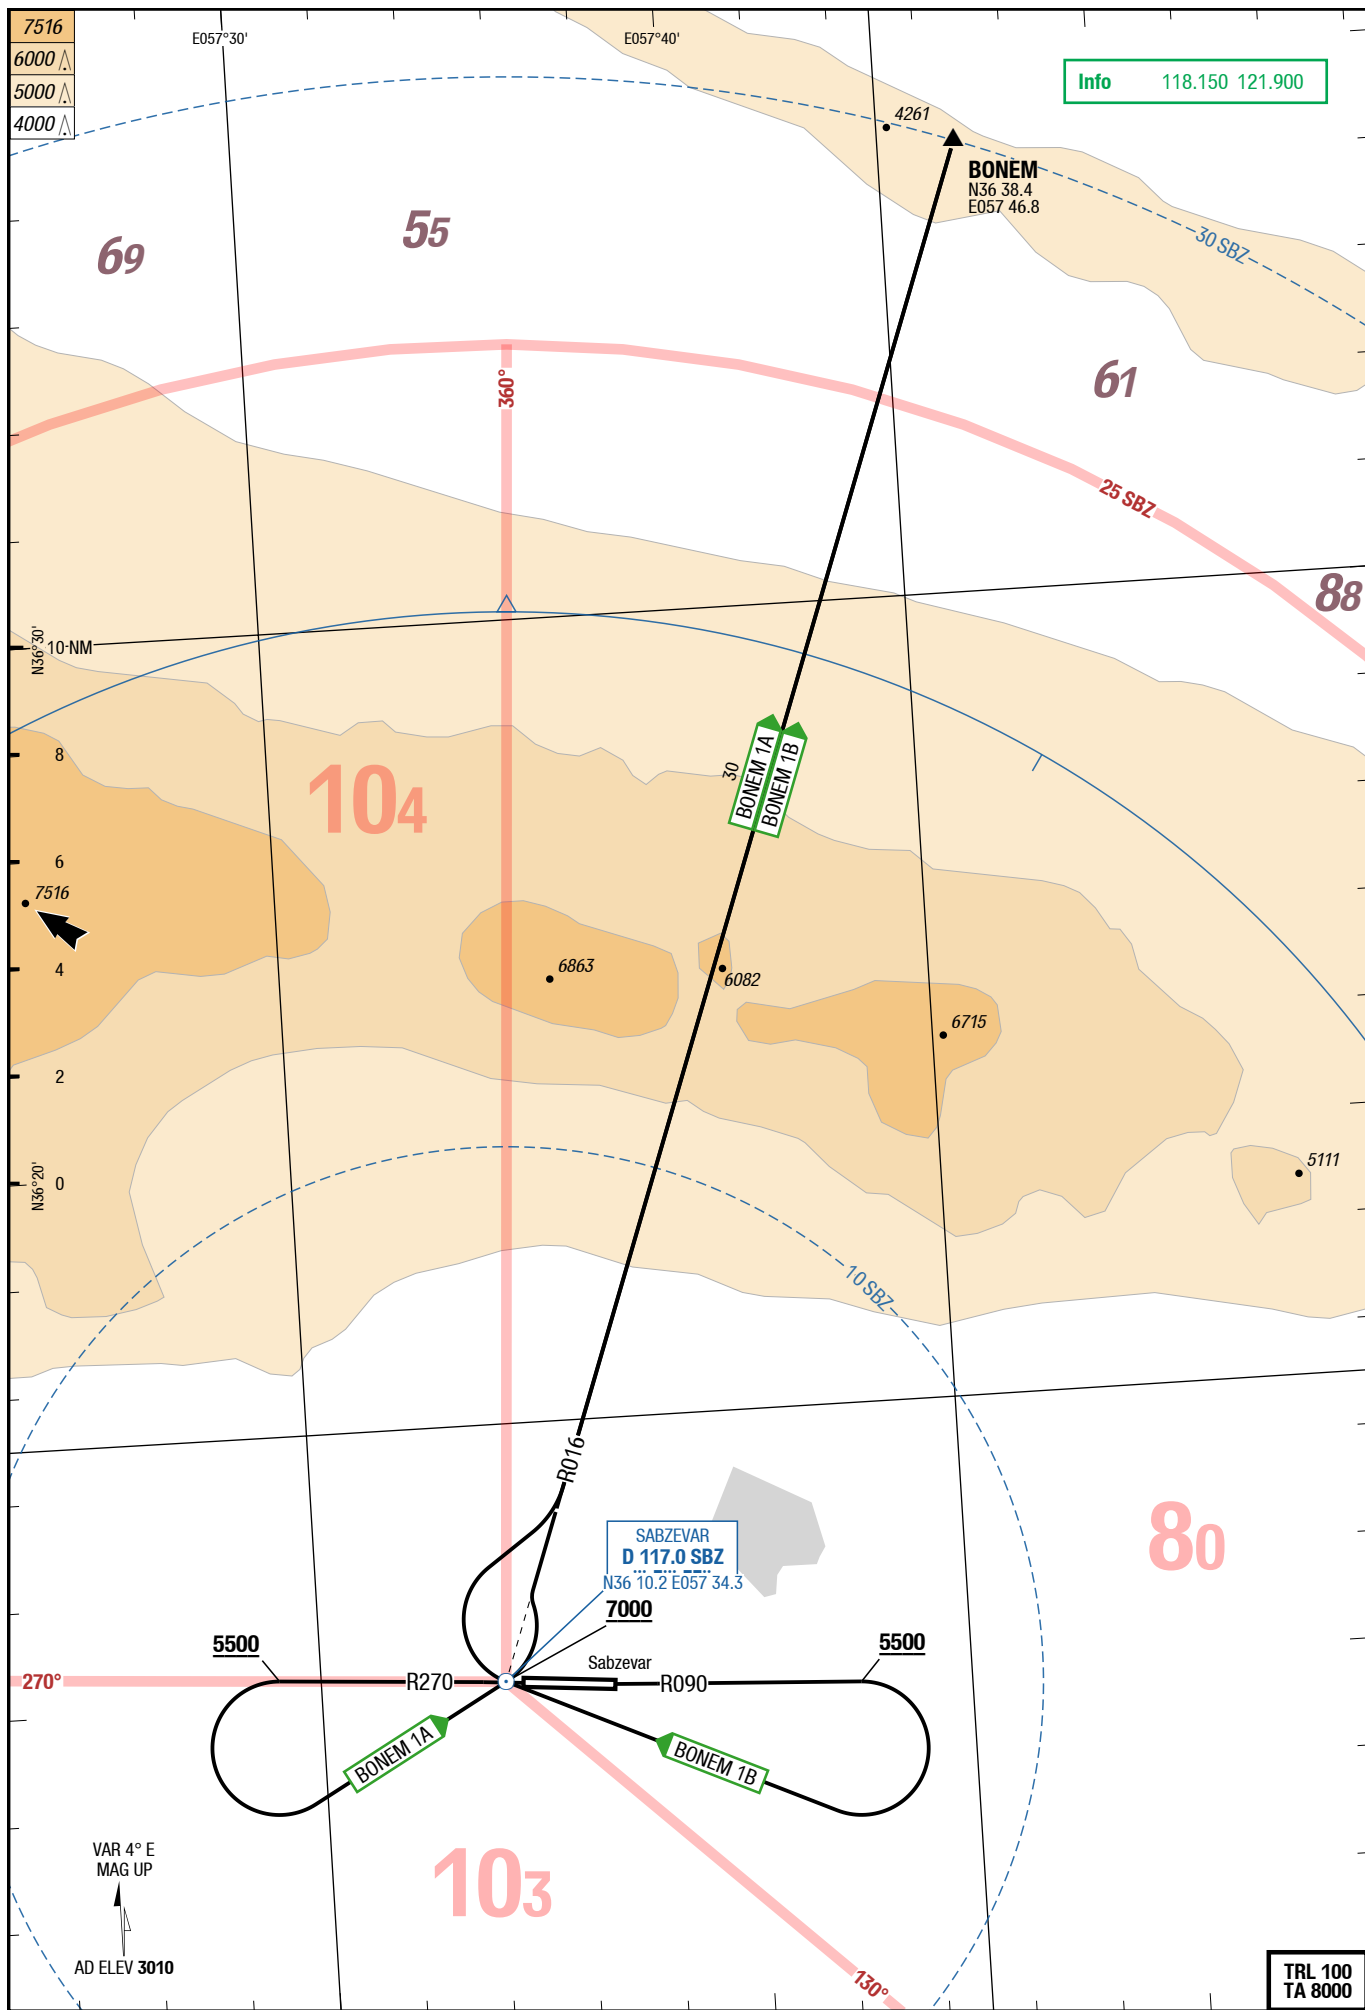 7516
6000
5000
4000
E057°30'
E057°40'
Info 118.150 121.900
4261
BONEM
N36 38.4
E057 46.8
30 SBZ
69
55
61
88
360°
25 SBZ
N36°30'
10 NM
8
6
4
2
0
N36°20'
104
30
BONEM 1A
BONEM 1B
7516
6863
6082
6715
5111
10 SBZ
R016
80
SABZEVAR
D 117.0 SBZ
N36 10.2 E057 34.3
7000
5500
5500
Sabzevar
270°
R270
R090
BONEM 1A
BONEM 1B
103
130°
VAR 4° E
MAG UP
AD ELEV 3010
TRL 100
TA 8000